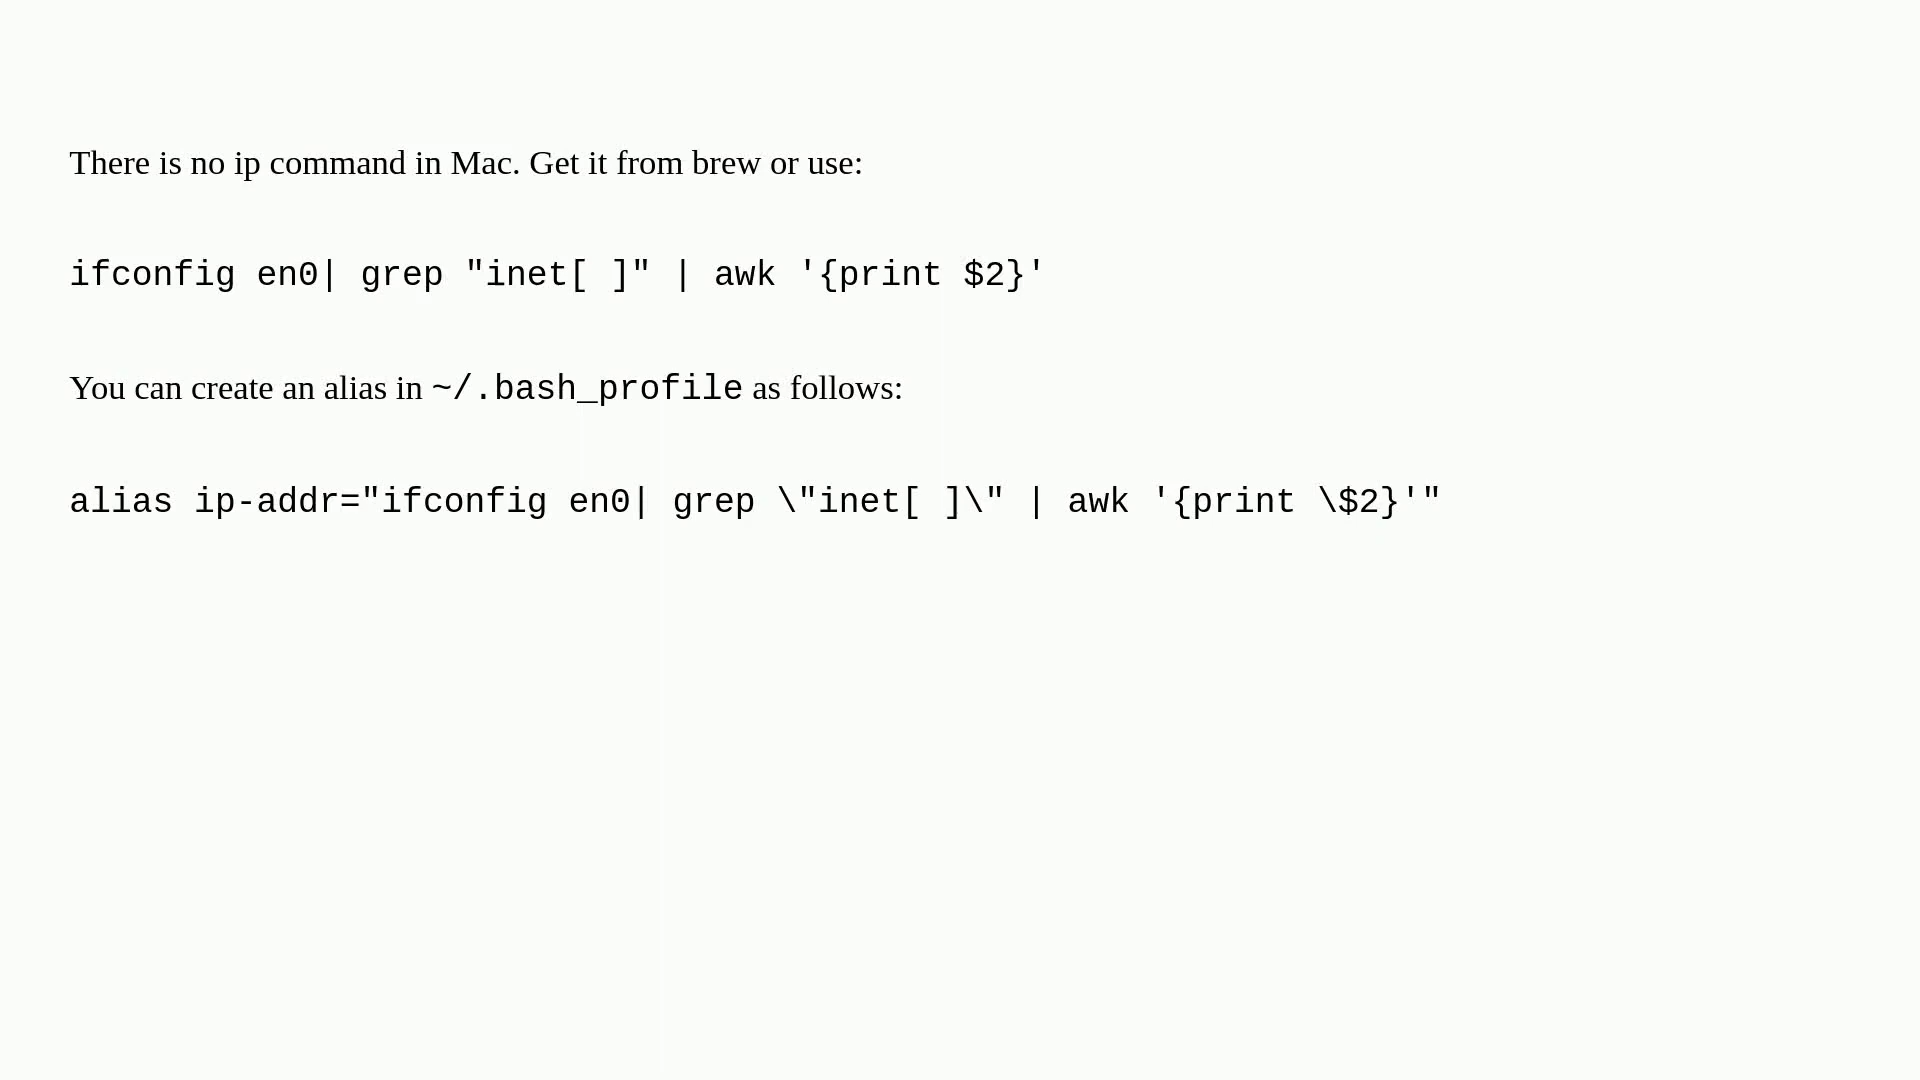 There is no ip command in Mac. Get it from brew or use:
ifconfig en0| grep "inet[ ]" | awk '{print $2}'
You can create an alias in ~/.bash_profile as follows:
alias ip-addr="ifconfig en0| grep \"inet[ ]\" | awk '{print \$2}'"